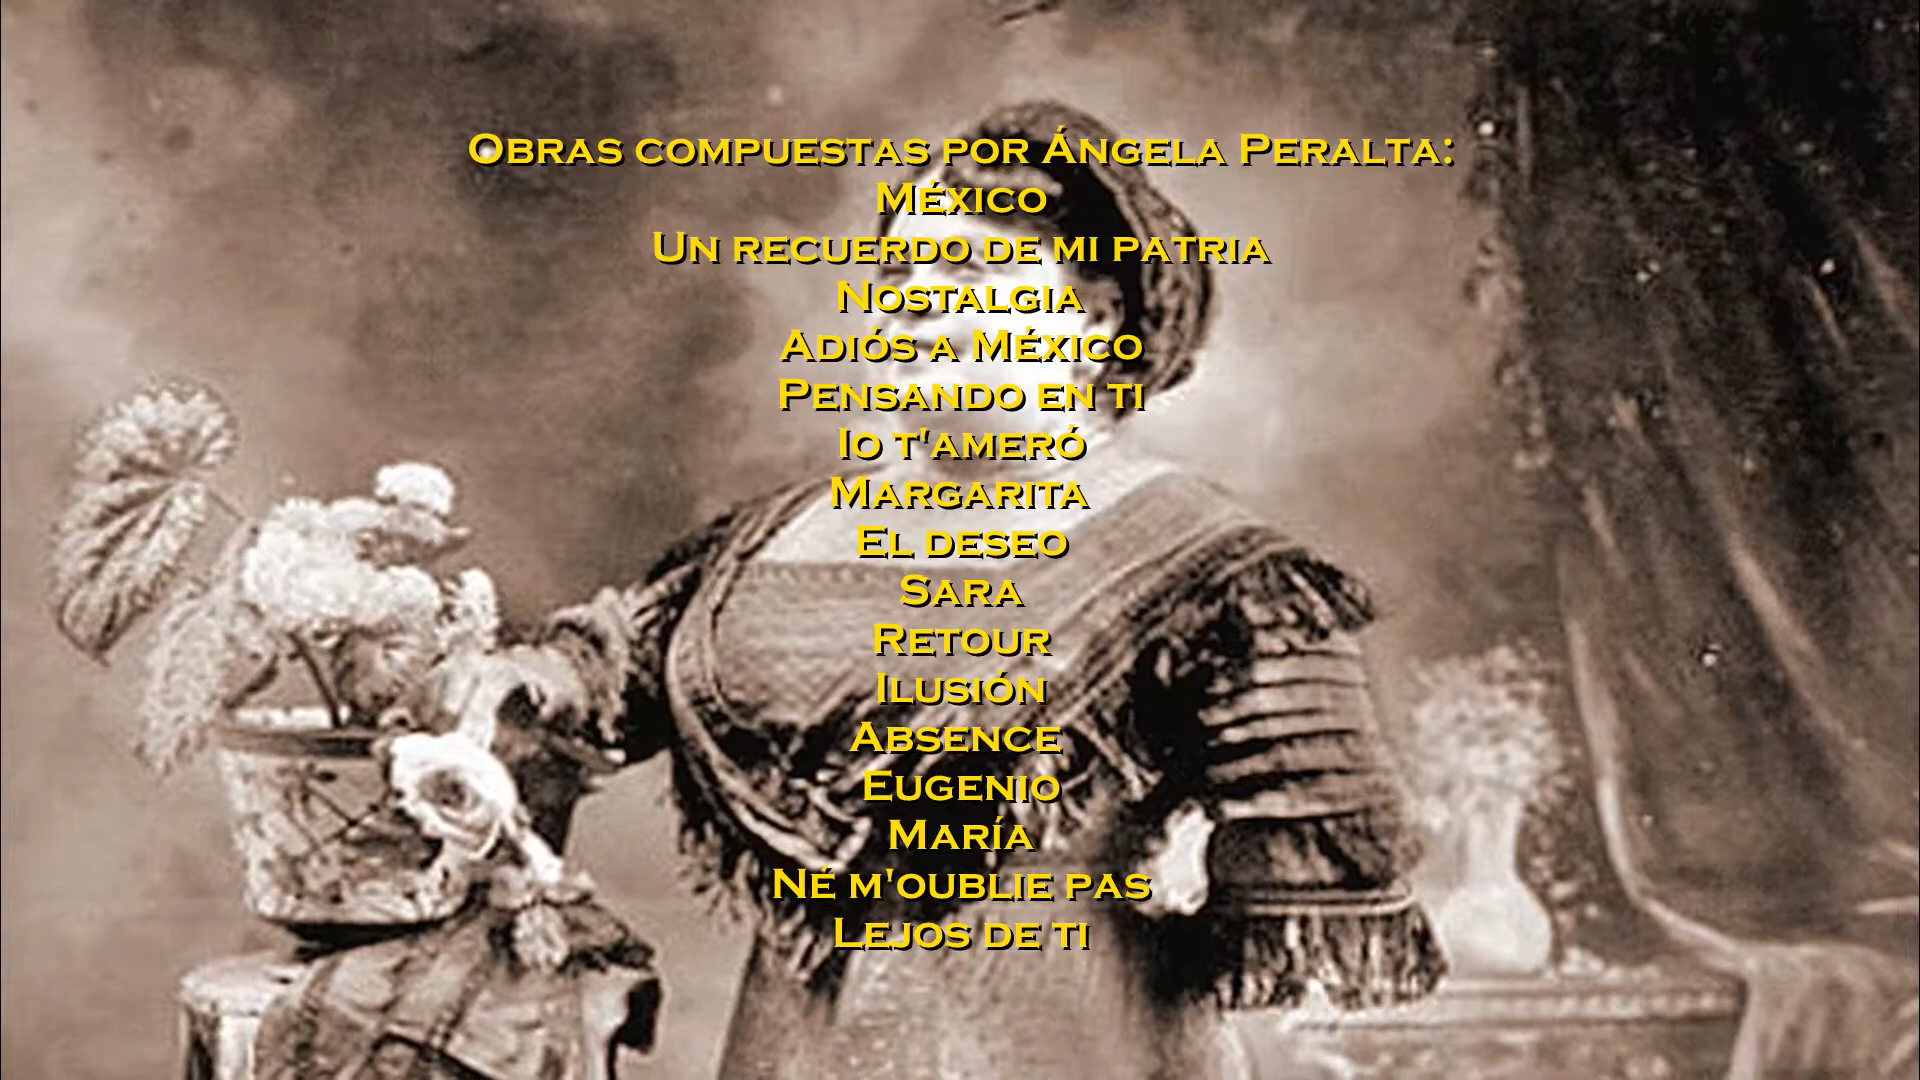 Obras compuestas por Ángela Peralta:
México
Un recuerdo de mi patria
Nostalgia
Adiós a México
Pensando en ti
Io t'ameró
Margarita
El deseo
Sara
Retour
Ilusión
Absence
Eugenio
María
Né m'oublie pas
Lejos de ti